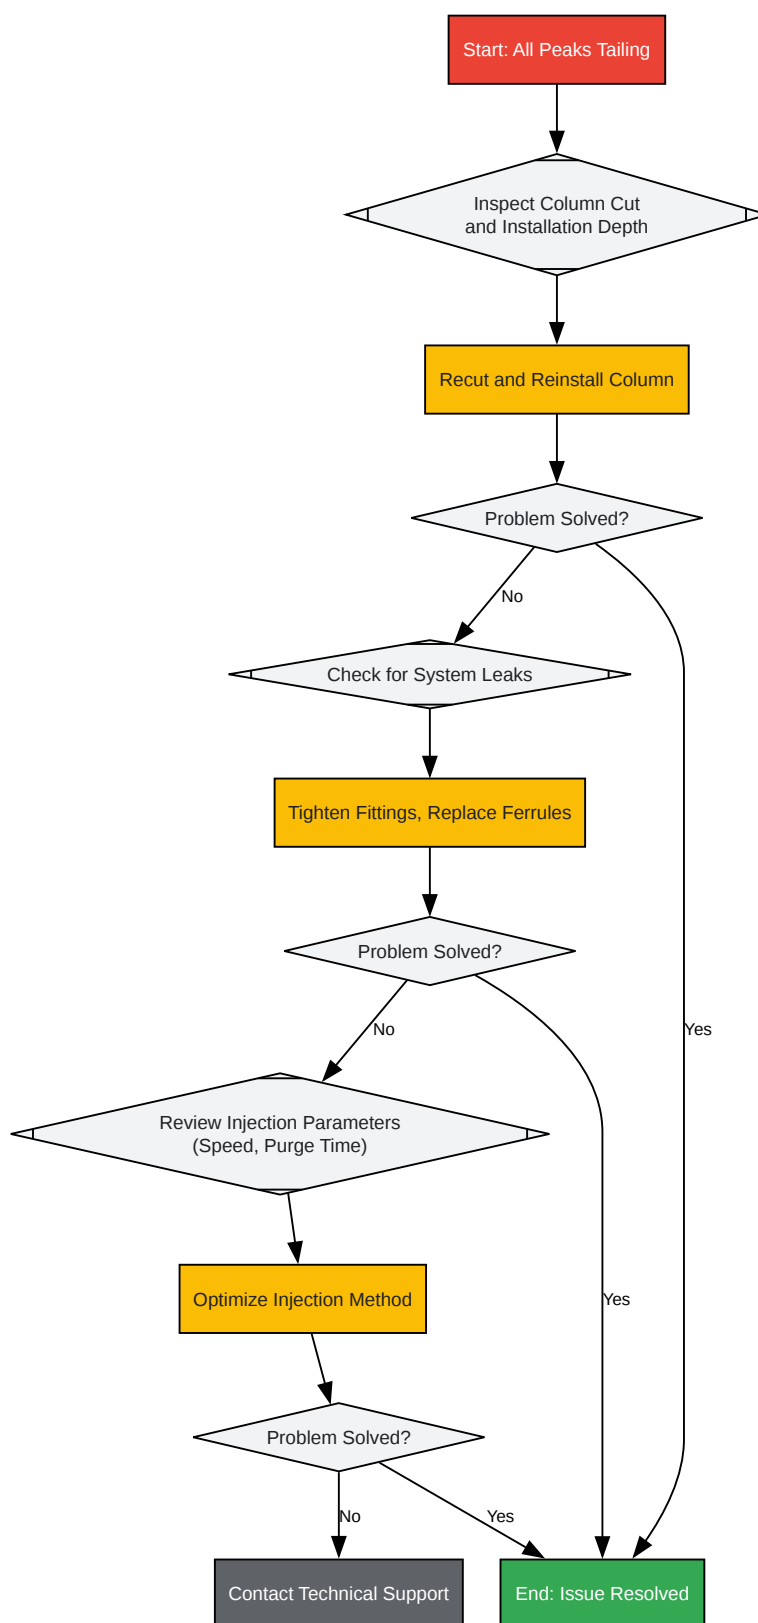 Start: All Peaks Tailing
Inspect Column Cut
and Installation Depth
Recut and Reinstall Column
Problem Solved?
No
Check for System Leaks
Tighten Fittings, Replace Ferrules
Problem Solved?
No
Yes
Review Injection Parameters
(Speed, Purge Time)
Optimize Injection Method
Yes
Problem Solved?
No
Yes
Contact Technical Support
End: Issue Resolved